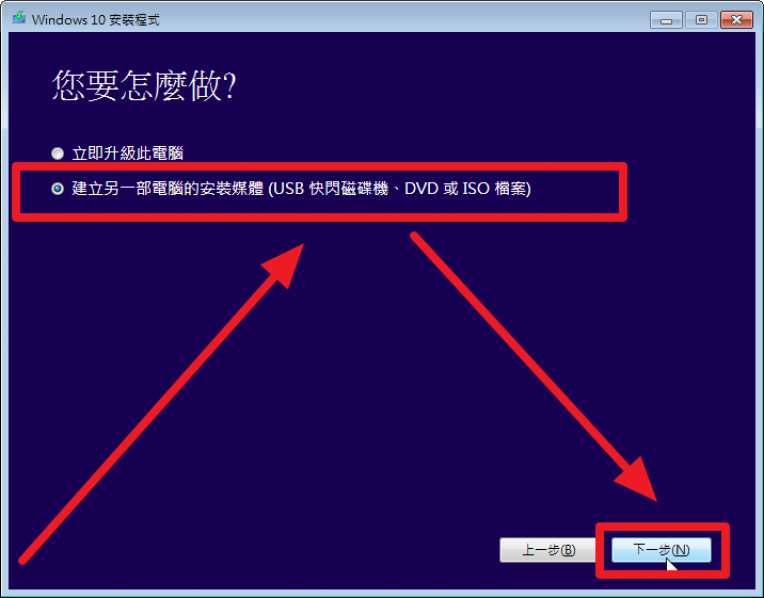 Windows 10 安裝程式
您要怎麼做?
立即升級此電腦
建立另一部電腦的安裝媒體 (USB 快閃磁碟機、DVD 或 ISO 檔案)
上一步(B) 下一步(N)